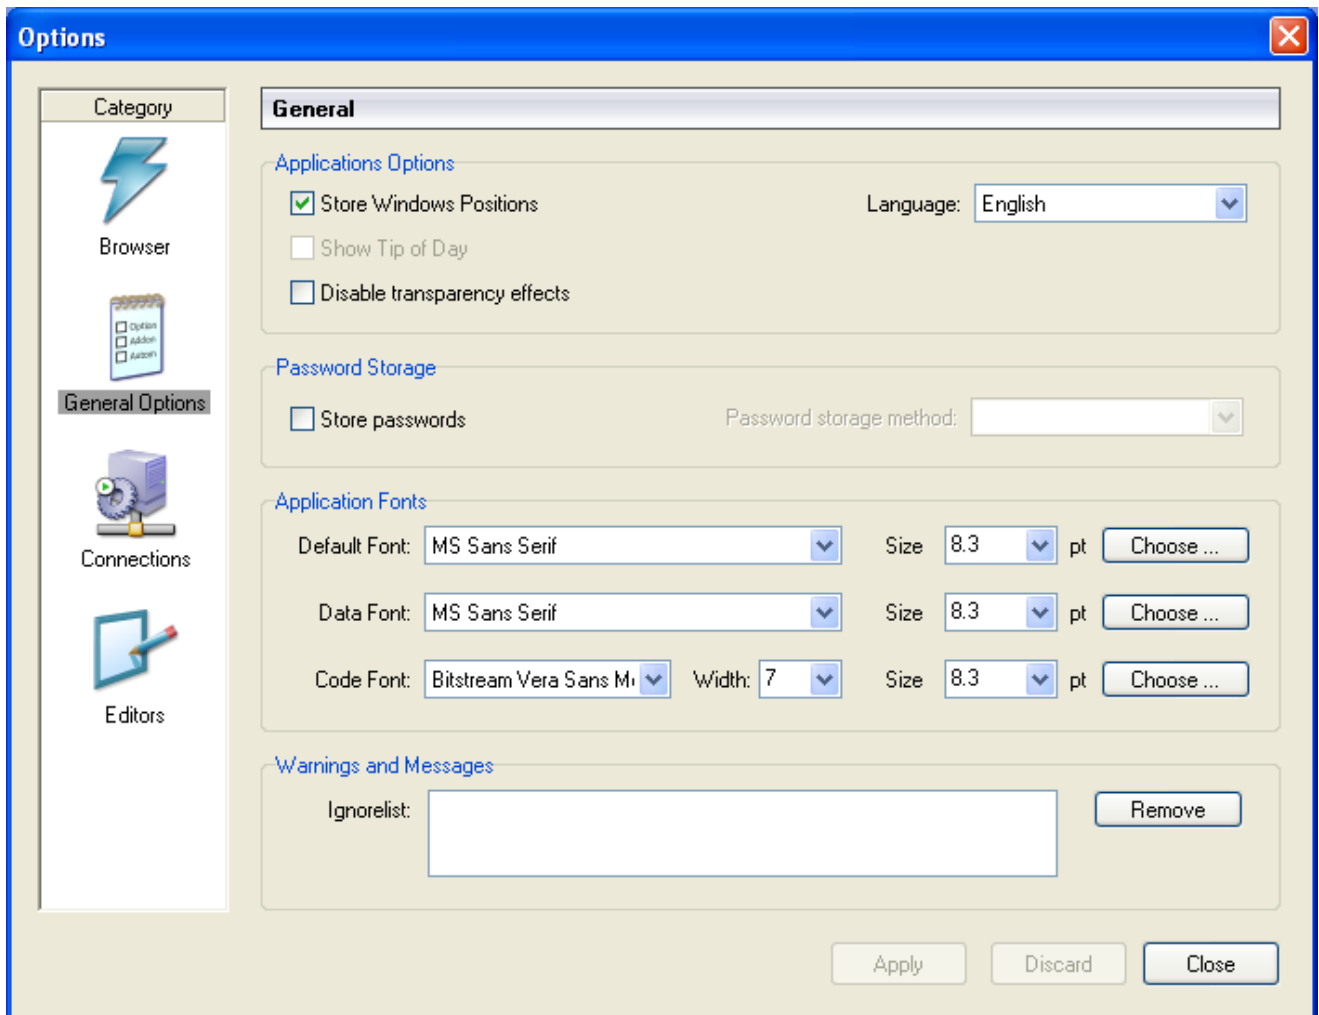 Options
Category
Browser
Option
Addon
General Options
Connections
Editors
General
Applications Options
Store Windows Positions Language: English
Show Tip of Day
Disable transparency effects
Password Storage
Store passwords Password storage method:
Application Fonts
Default Font: MS Sans Serif Size 8.3 pt Choose ...
Data Font: MS Sans Serif Size 8.3 pt Choose ...
Code Font: Bitstream Vera Sans Width: 7 Size 8.3 pt Choose ...
Warnings and Messages
Ignorelist: Remove
Apply Discard Close